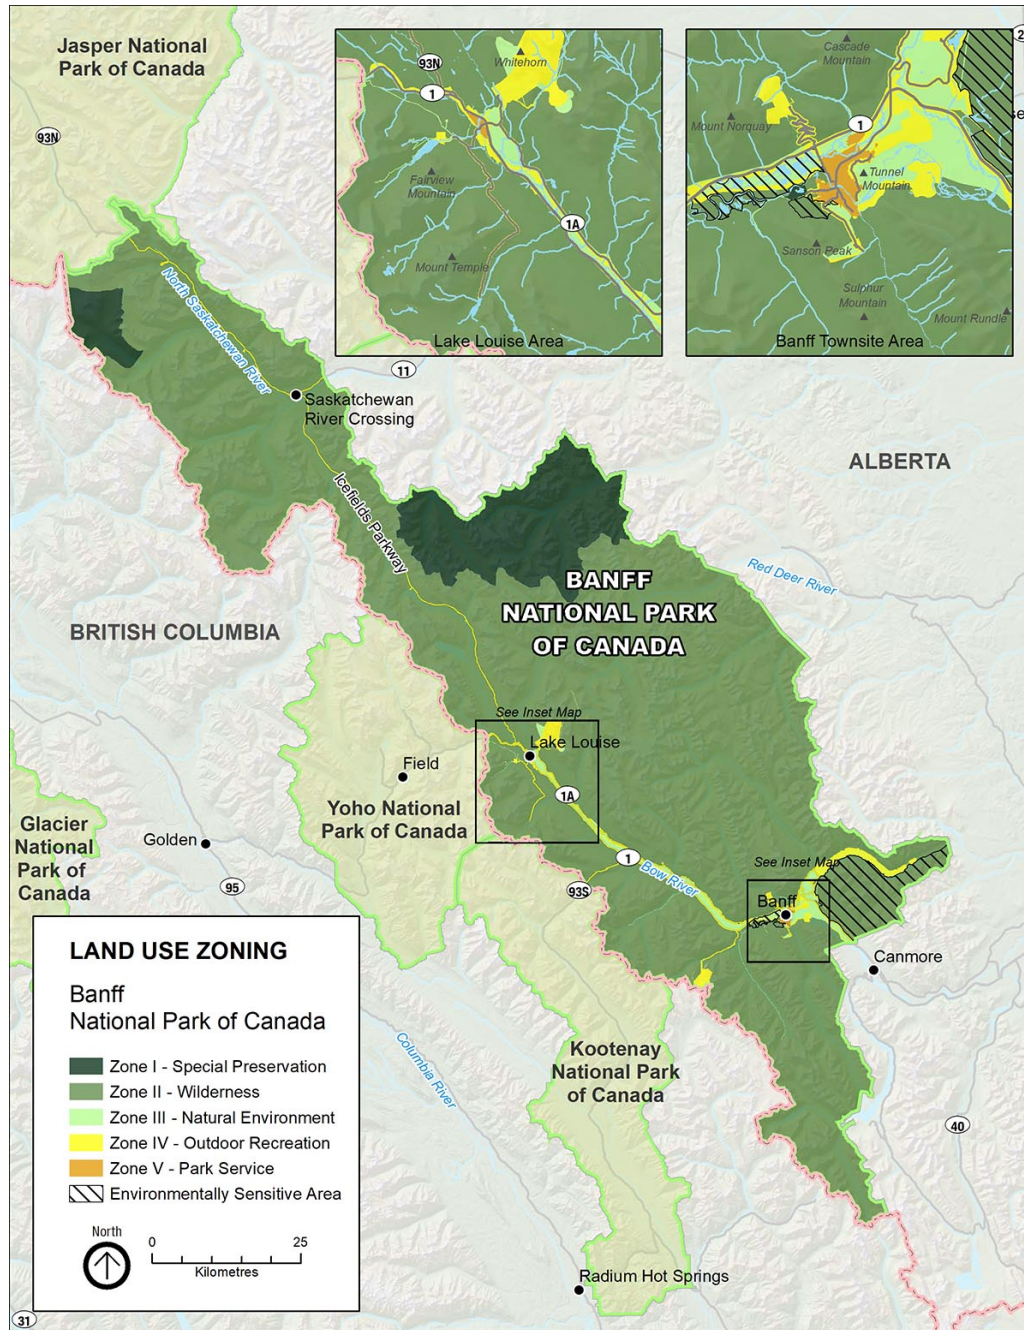 Jasper National
Park of Canada
93N
93N
1
Whitehorn
Fairview
Mountain
1A
Mount Temple
Lake Louise Area
Cascade
Mountain
1
Mount Norquay
Tunnel
Mountain
Sanson Peak
Sulphur
Mountain
Mount Rundle
Banff Townsite Area
North Saskatchewan River
11
Saskatchewan
River Crossing
Icefields Parkway
ALBERTA
Red Deer River
BANFF
NATIONAL PARK
OF CANADA
BRITISH COLUMBIA
See Inset Map
Lake Louise
Field
1A
Yoho National
Park of Canada
Glacier
National
Park of
Canada
Golden
95
1
93S
Bow River
See Inset Map
Banff
Canmore
Columbia River
Kootenay
National Park
of Canada
40
Radium Hot Springs
31
LAND USE ZONING
Banff
National Park of Canada
Zone I - Special Preservation
Zone II - Wilderness
Zone III - Natural Environment
Zone IV - Outdoor Recreation
Zone V - Park Service
Environmentally Sensitive Area
North
0 25
Kilometres